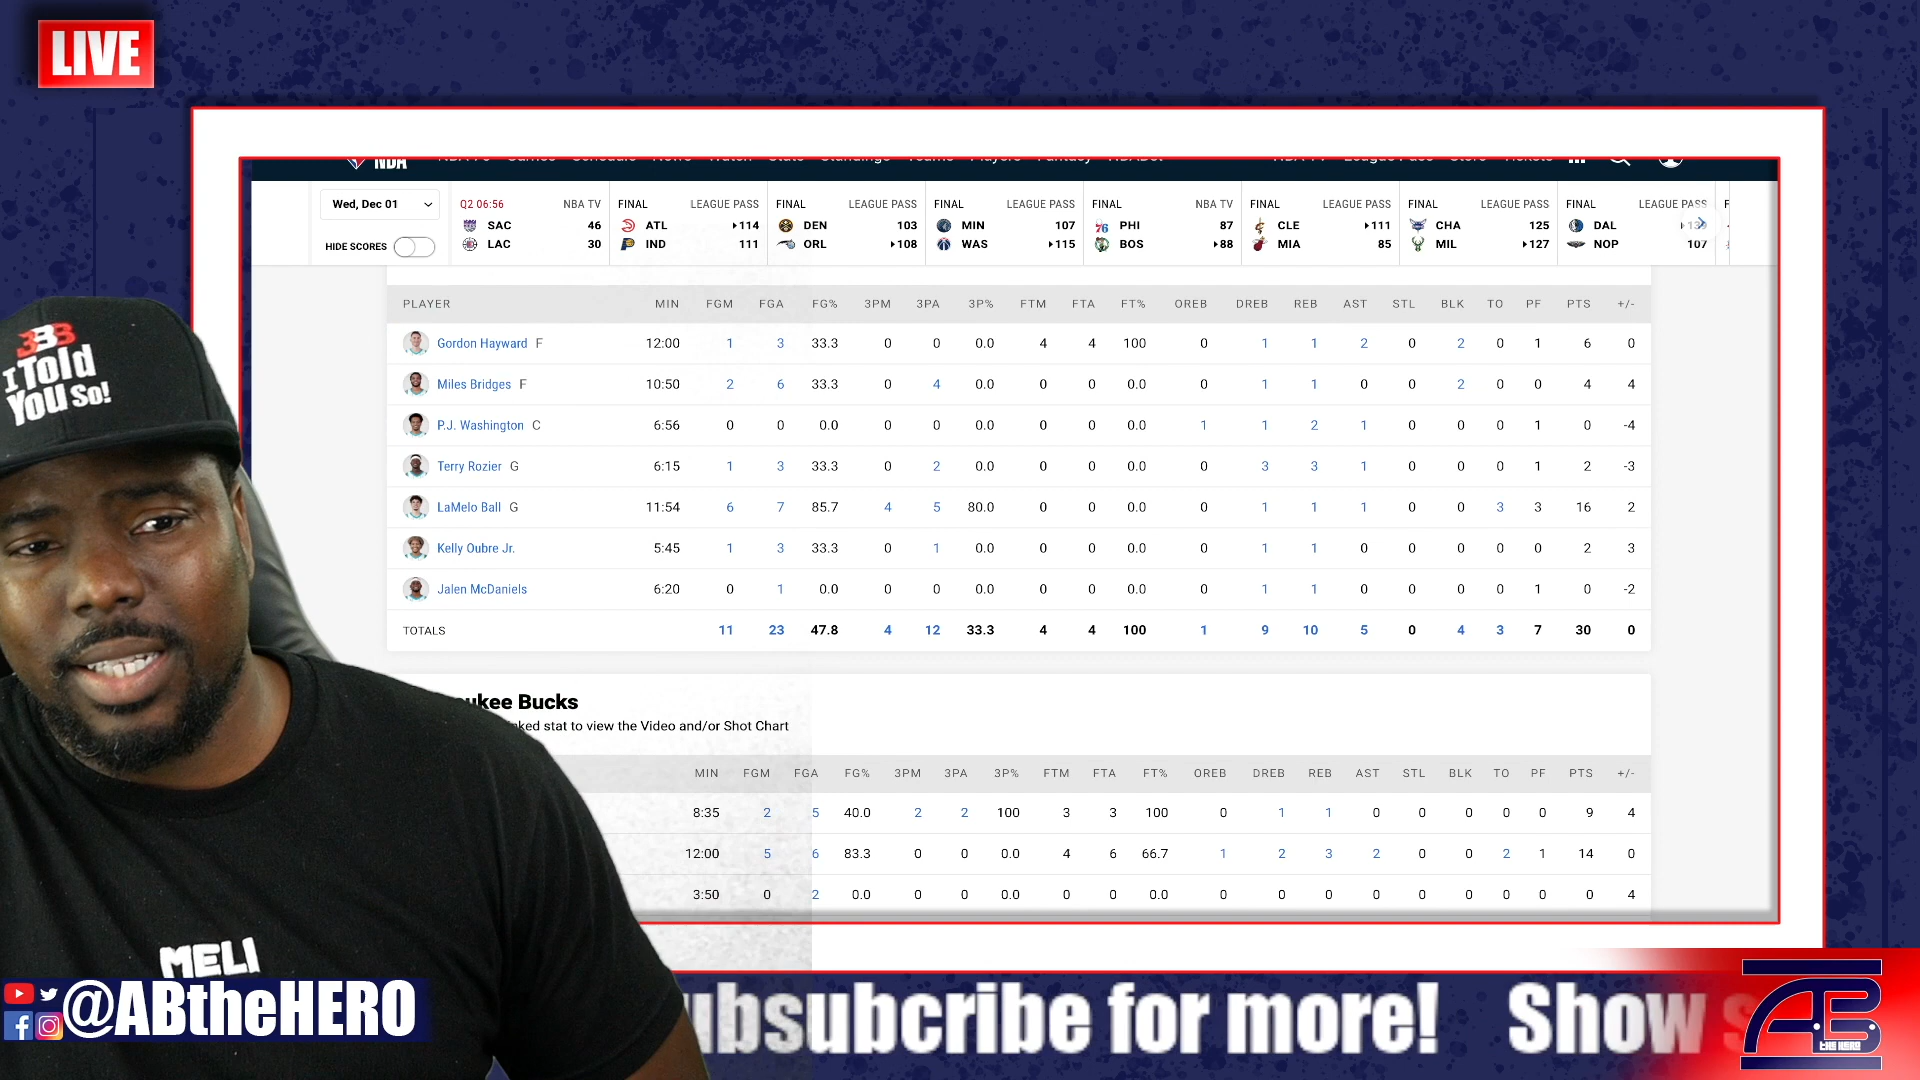 LIVE
NBA
Wed, Dec 01
HIDE SCORES
Q2 06:56 NBA TV
SAC 46
LAC 30
FINAL LEAGUE PASS
ATL 114
IND 111
FINAL LEAGUE PASS
DEN 103
ORL 108
FINAL LEAGUE PASS
MIN 107
WAS 115
FINAL NBA TV
PHI 87
BOS 88
FINAL LEAGUE PASS
CLE 111
MIA 85
FINAL LEAGUE PASS
CHA 125
MIL 127
FINAL LEAGUE PASS
DAL
NOP 107
PLAYER MIN FGM FGA FG% 3PM 3PA 3P% FTM FTA FT% OREB DREB REB AST STL BLK TO PF PTS +/-
Gordon Hayward F 12:00 1 3 33.3 0 0 0.0 4 4 100 0 1 1 2 0 2 0 1 6 0
Miles Bridges F 10:50 2 6 33.3 0 4 0.0 0 0 0.0 0 1 1 0 0 2 0 0 4 4
P.J. Washington C 6:56 0 0 0.0 0 0 0.0 0 0 0.0 1 1 2 1 0 0 0 1 0 -4
Terry Rozier G 6:15 1 3 33.3 0 2 0.0 0 0 0.0 0 3 3 1 0 0 0 1 2 -3
LaMelo Ball G 11:54 6 7 85.7 4 5 80.0 0 0 0.0 0 1 1 1 0 0 3 3 16 2
Kelly Oubre Jr. 5:45 1 3 33.3 0 1 0.0 0 0 0.0 0 1 1 0 0 0 0 0 2 3
Jalen McDaniels 6:20 0 1 0.0 0 0 0.0 0 0 0.0 0 1 1 0 0 0 0 1 0 -2
TOTALS 11 23 47.8 4 12 33.3 4 4 100 1 9 10 5 0 4 3 7 30 0
ukee Bucks
nked stat to view the Video and/or Shot Chart
MIN FGM FGA FG% 3PM 3PA 3P% FTM FTA FT% OREB DREB REB AST STL BLK TO PF PTS +/-
8:35 2 5 40.0 2 2 100 3 3 100 0 1 1 0 0 0 0 0 9 4
12:00 5 6 83.3 0 0 0.0 4 6 66.7 1 2 3 2 0 0 2 1 14 0
3:50 0 2 0.0 0 0 0.0 0 0 0.0 0 0 0 0 0 0 0 0 0 4
BBB
I Told
You So!
MELI
@ABtheHERO
ubsubcribe for more! Show
AB
THE HERO